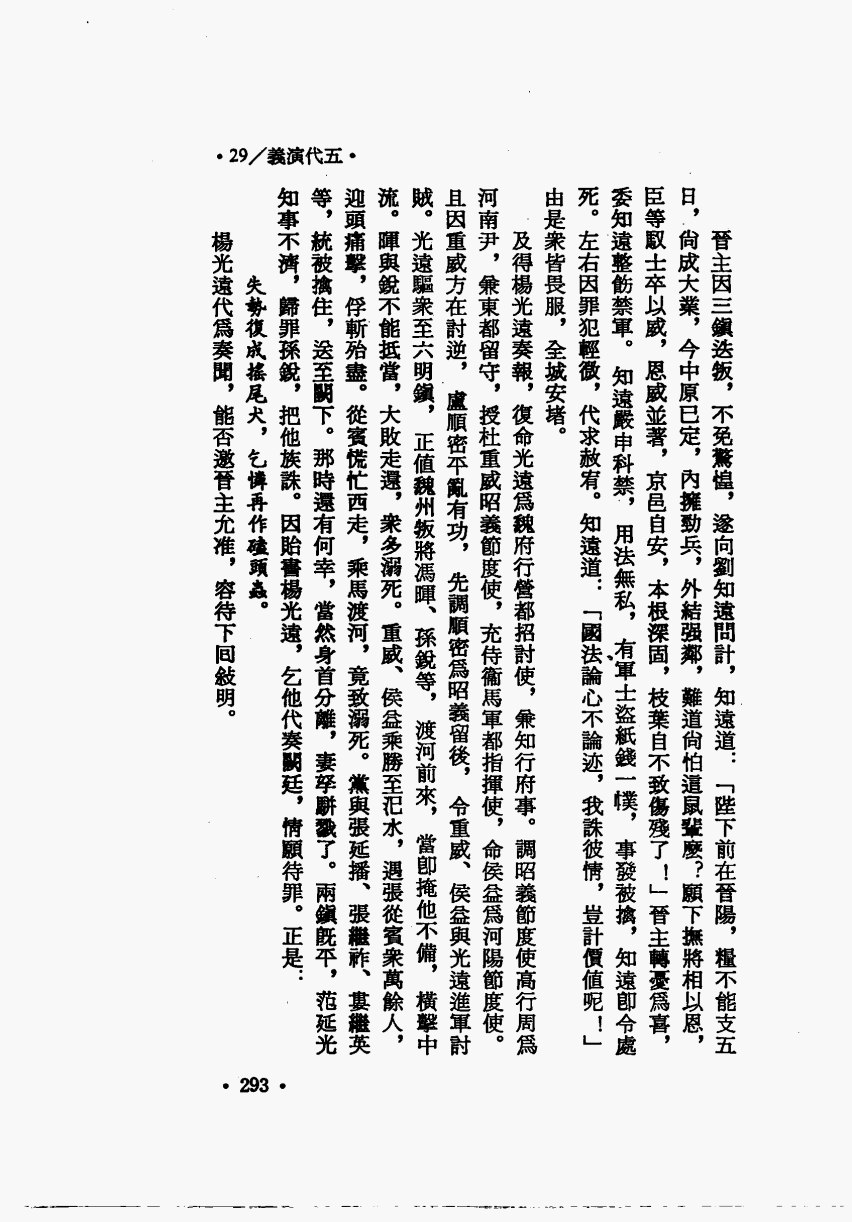 •29／義演代五•
晉主因三鎮迭叛，不免驚惶，遂向劉知遠問計，知遠道：「陛下前在晉陽，糧不能支五
日，尙成大業，今中原已定，內擁勁兵，外結强鄰，難道尙怕這鼠輩麽？願下撫將相以恩，
臣等馭士卒以威，恩威並著，京邑自安，本根深固，枝葉自不致傷殘了！」晉主轉憂爲喜，
委知遠整飭禁軍。知遠嚴申科禁，用法無私，有軍士盜紙錢一幞，事發被擒，知遠卽令處
死。左右因罪犯輕微，代求赦宥。知遠道：「國法論心不論迹，我誅彼情，豈計價値呢！」
由是衆皆畏服，全城安堵。
及得楊光遠奏報，復命光遠爲魏府行營都招討使，兼知行府事。調昭義節度使高行周爲
河南尹，兼東都留守，授杜重威昭義節度使，充侍衞馬軍都指揮使，命侯益爲河陽節度使。
且因重威方在討逆，盧順密平亂有功，先調順密爲昭義留後，令重威、侯益與光遠進軍討
賊。光遠驅衆至六明鎮，正值魏州叛將馮暉、孫銳等，渡河前來，當卽掩他不備，橫擊中
流。暉與銳不能抵當，大敗走還，衆多溺死。重威、侯益乘勝至汜水，遇張從賓衆萬餘人，
迎頭痛擊，俘斬殆盡。從賓慌忙西走，乘馬渡河，竟致溺死。黨與張延播、張繼祚、婁繼英
等，統被擒住，送至闕下。那時還有何幸，當然身首分離，妻孥駢戮了。兩鎮旣平，范延光
知事不濟，歸罪孫銳，把他族誅。因貽書楊光遠，乞他代奏闕廷，情願待罪。正是：
失勢復成搖尾犬，乞憐再作磕頭蟲。
楊光遠代爲奏聞，能否邀晉主允准，容待下回敍明。
•293•